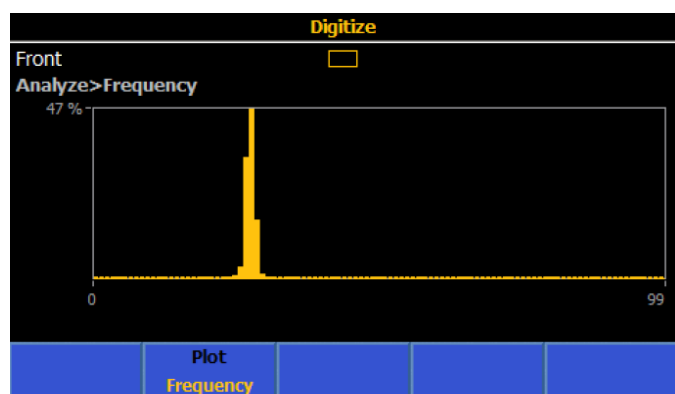 Digitize
Front
Analyze>Frequency
47 %
0
99
Plot
Frequency